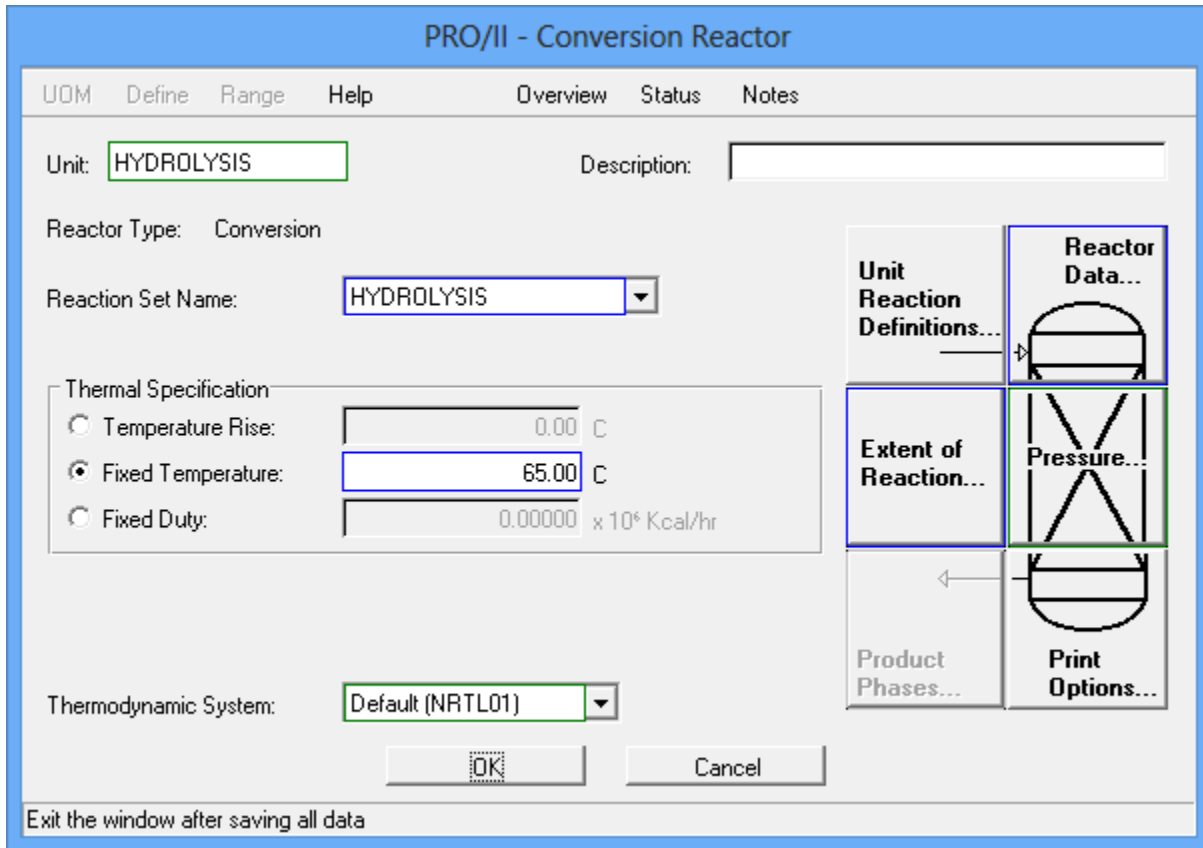 PRO/II - Conversion Reactor
UOM Define Range Help Overview Status Notes
Unit: HYDROLYSIS Description:
Reactor Type: Conversion
Reaction Set Name: HYDROLYSIS
Unit
Reaction
Definitions...
Reactor
Data...
Thermal Specification
Temperature Rise: 0.00 C
Fixed Temperature: 65.00 C
Fixed Duty: 0.00000 x 10⁶ Kcal/hr
Extent of
Reaction...
Pressure...
Product
Phases...
Print
Options...
Thermodynamic System: Default (NRTL01)
OK Cancel
Exit the window after saving all data